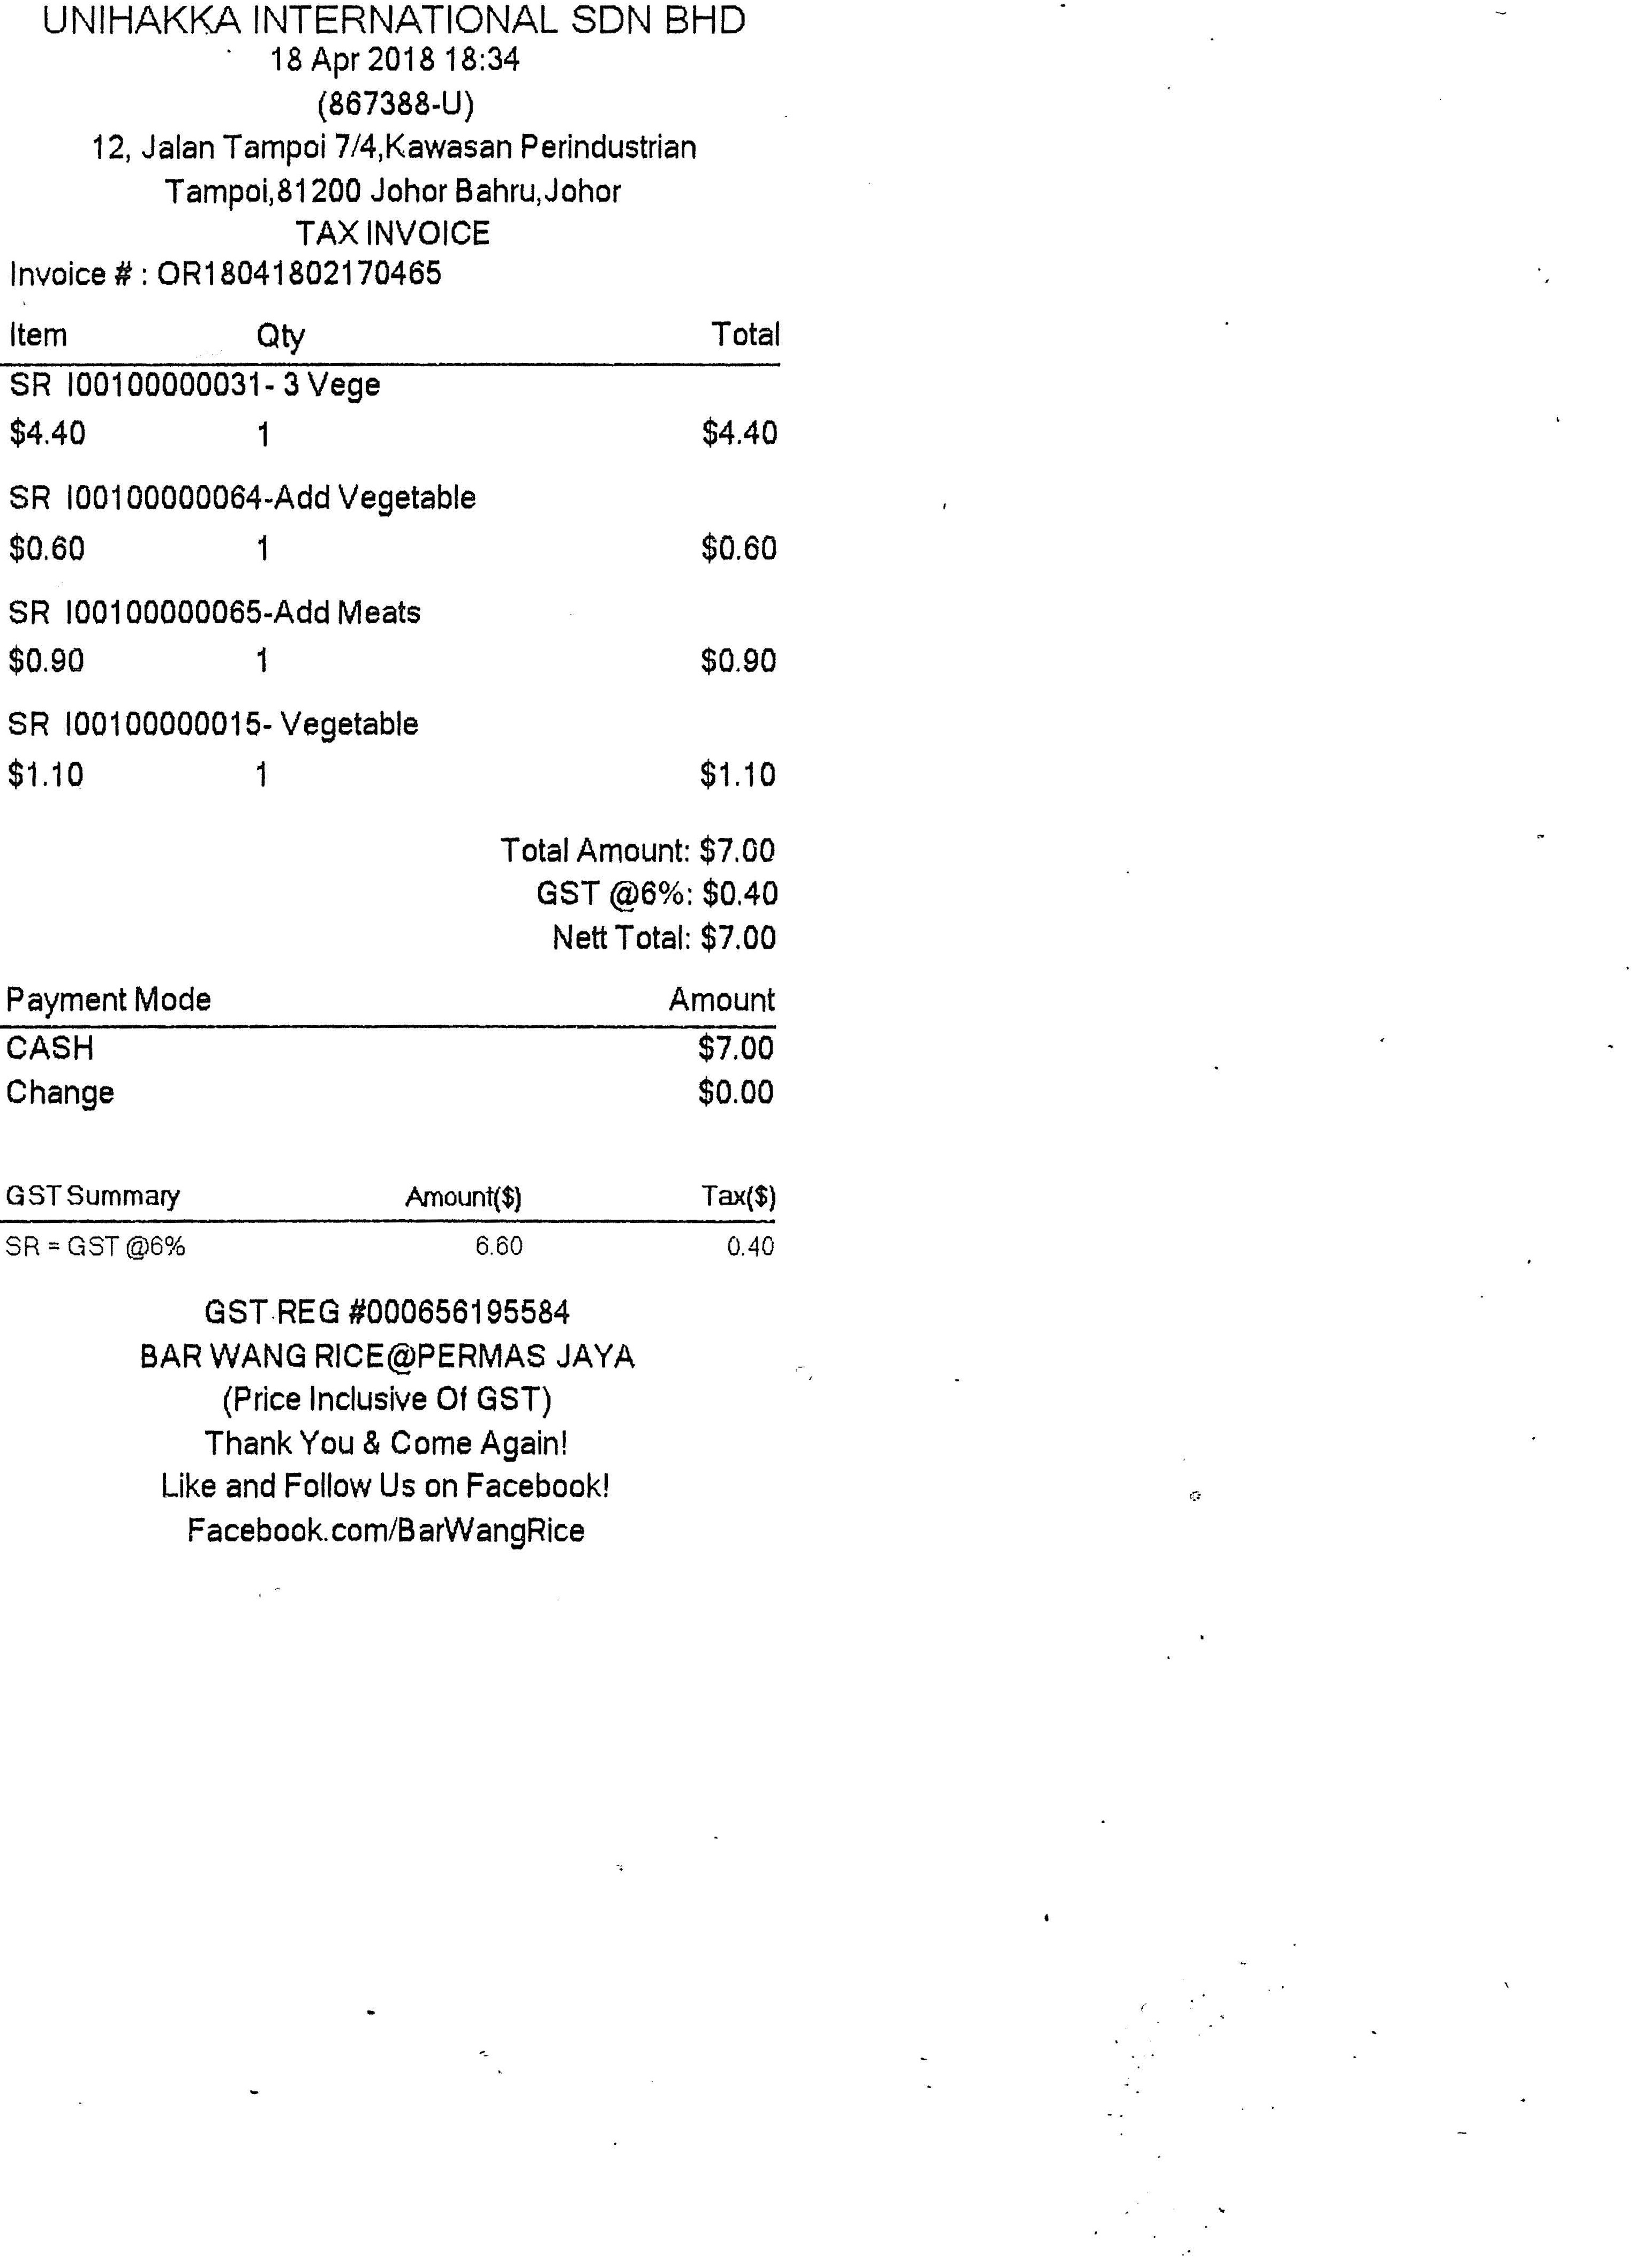 UNIHAKKA INTERNATIONAL SDN BHD
18 Apr 2018 18:34
(867388-U)
12, Jalan Tampoi 7/4,Kawasan Perindustrian
Tampoi,81200 Johor Bahru,Johor
TAX INVOICE
Invoice # : OR18041802170465
Item Qty Total
SR I00100000031- 3 Vege
$4.40 1 $4.40
SR I00100000064-Add Vegetable
$0.60 1 $0.60
SR I00100000065-Add Meats
$0.90 1 $0.90
SR I00100000015- Vegetable
$1.10 1 $1.10
Total Amount: $7.00
GST @6%: $0.40
Nett Total: $7.00
Payment Mode Amount
CASH $7.00
Change $0.00
GST Summary Amount($) Tax($)
SR = GST @6% 6.60 0.40
GST REG #000656195584
BAR WANG RICE@PERMAS JAYA
(Price Inclusive Of GST)
Thank You & Come Again!
Like and Follow Us on Facebook!
Facebook.com/BarWangRice